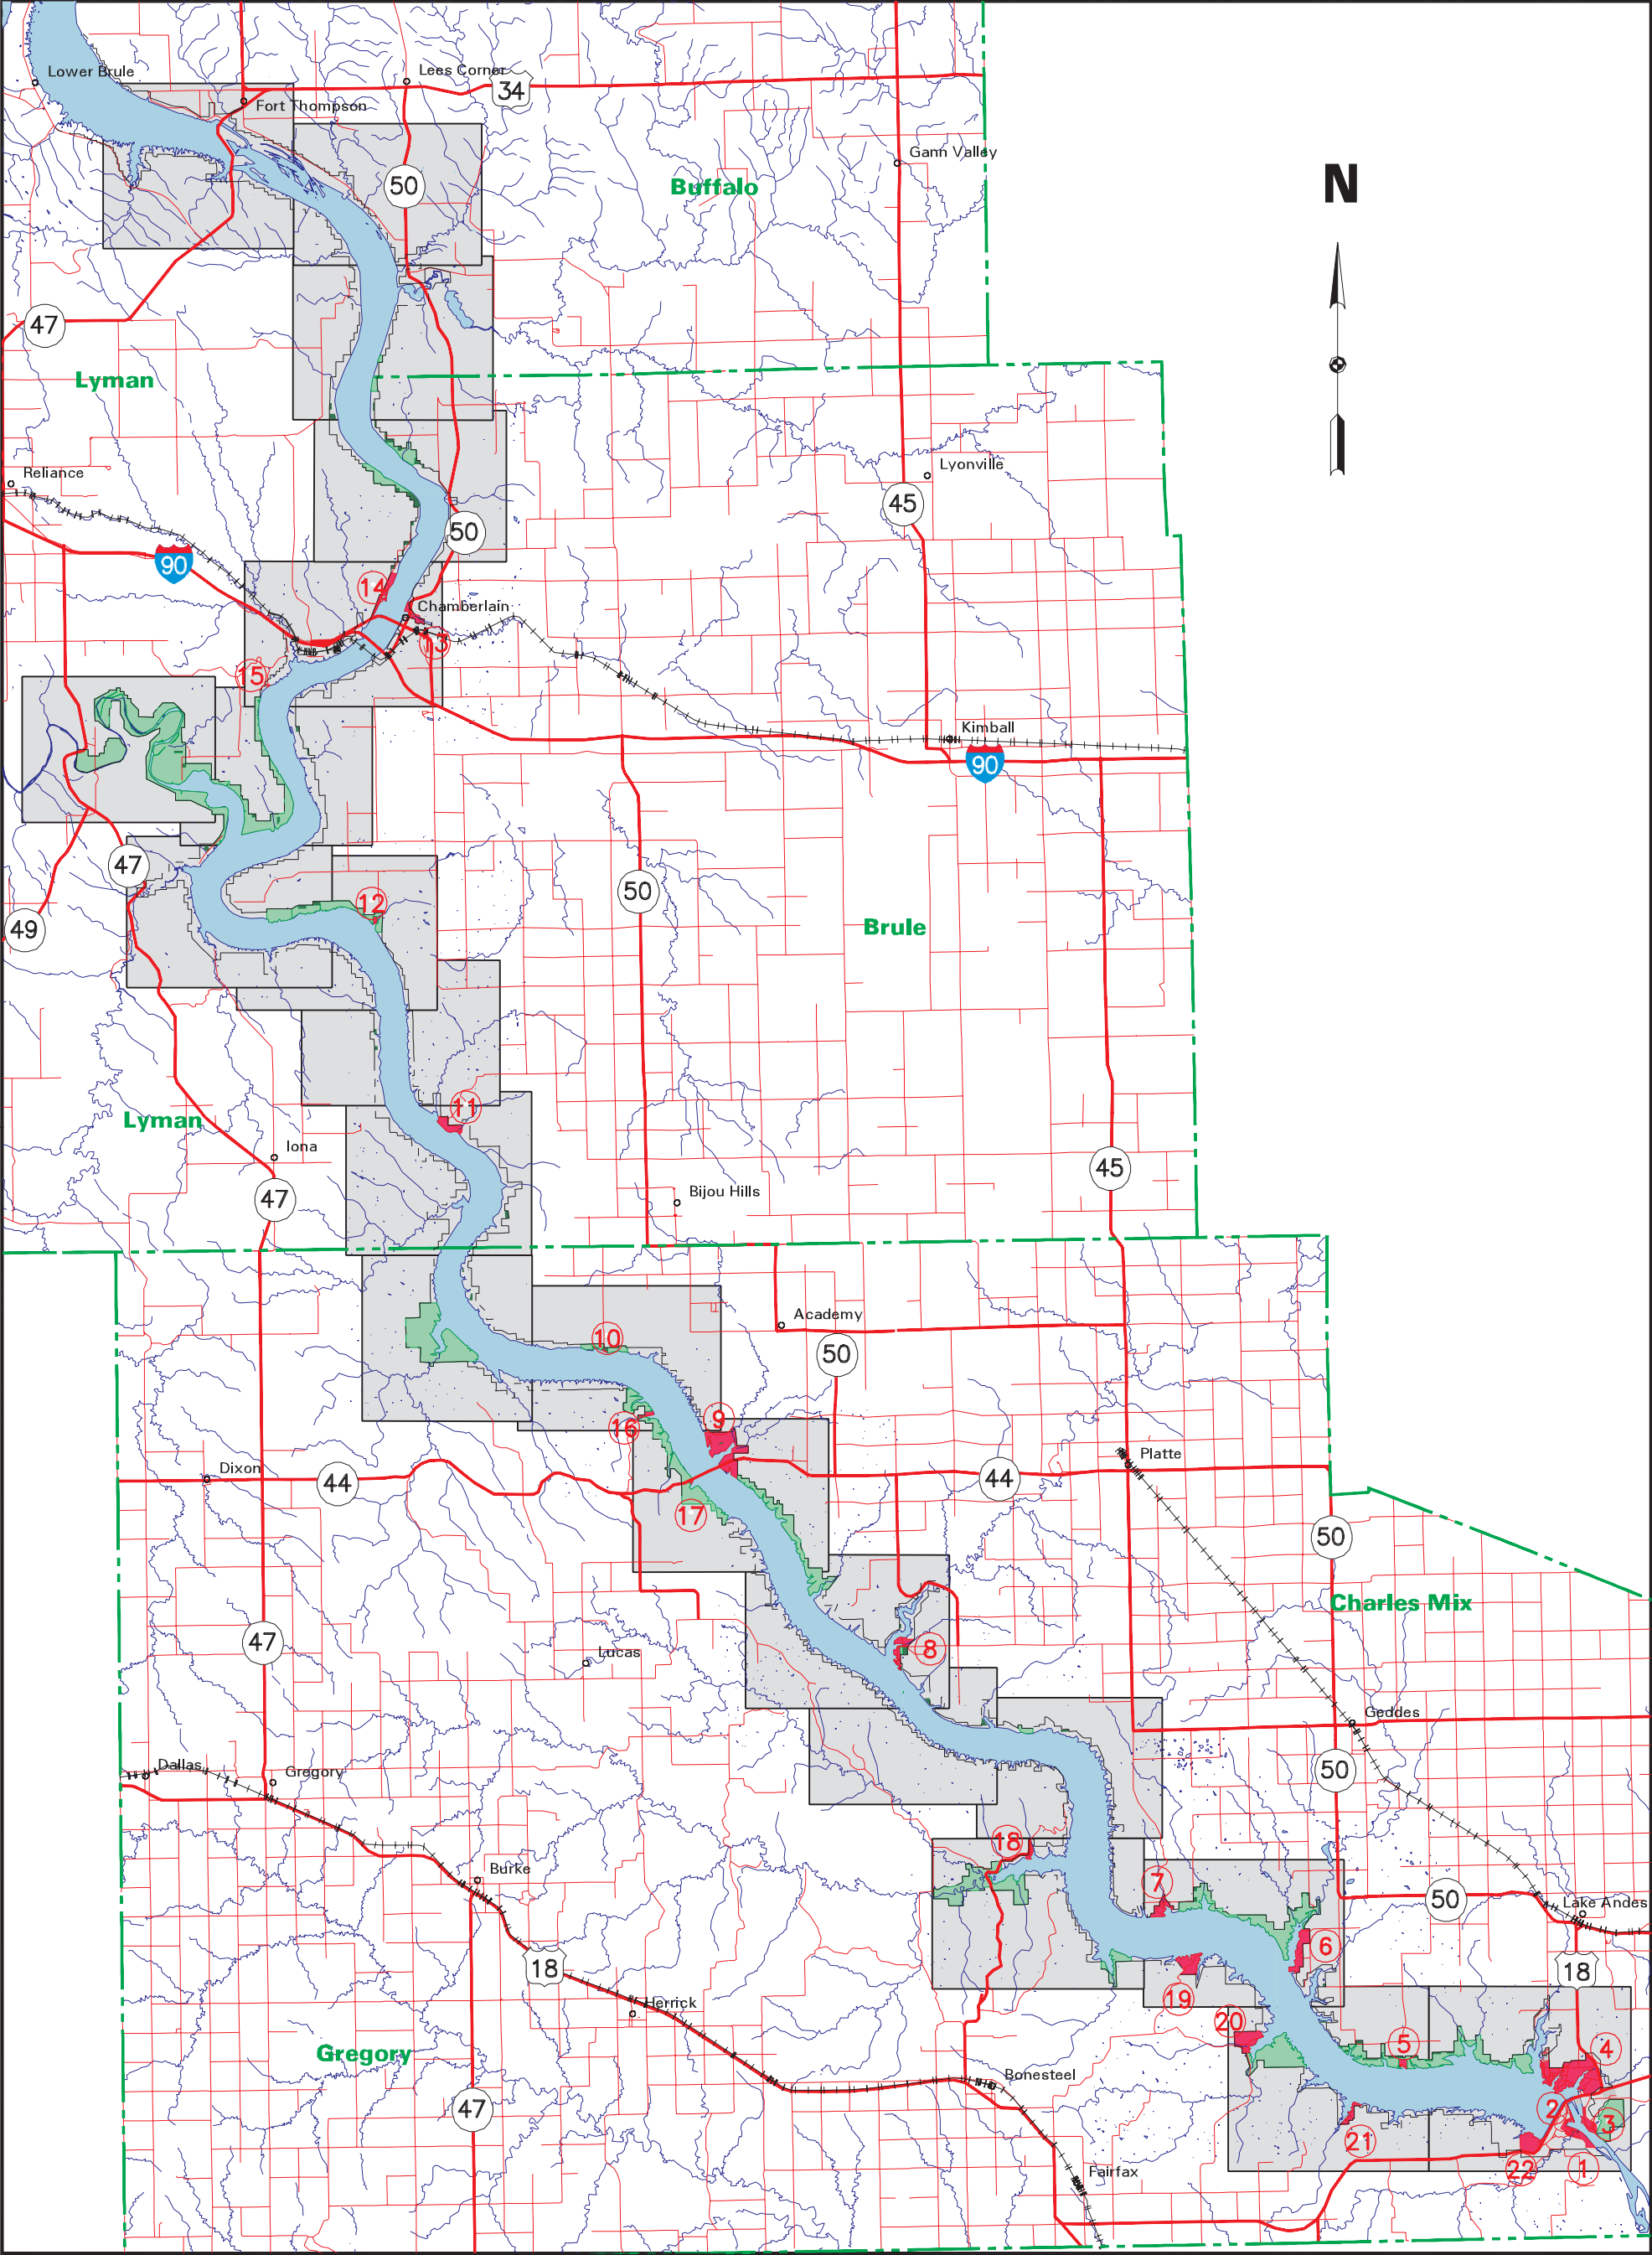 Lower Brule
Lees Corner
34
Fort Thompson
Gann Valley
N
50
Buffalo
47
Lyman
Lyonville
Reliance
45
50
90
14
Chamberlain
13
15
Kimball
90
47
50
12
49
Brule
11
Lyman
Iona
45
Bijou Hills
47
Academy
10
50
9
16
Platte
Dixon
44
44
17
50
Charles Mix
47
8
Lucas
Geddes
Dallas
Gregory
50
18
Burke
7
50
Lake Andes
6
18
18
19
Herrick
20
5
4
Gregory
Bonesteel
47
2
3
21
Fairfax
22
1